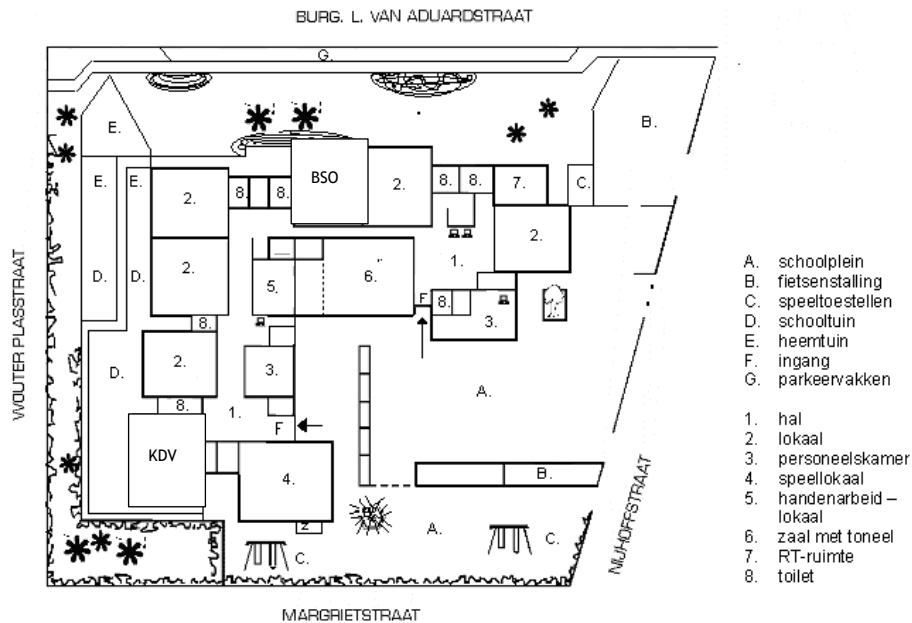 BURG. L. VAN ADUARDSTRAAT
G.
E.
B.
BSO
E. E. 2. 8. 8. 2. 8. 8. 7. C.
2.
1.
2. 5. 6.
D. D.
F 8. 3.
8.
2. 3.
D. A.
8. 1.
F
KDV
4. B.
z
A.
C. C.
WOUTER PLASSTRAAT
NIJHOFFSTRAAT
MARGRIETSTRAAT
A. schoolplein
B. fietsenstalling
C. speeltoestellen
D. schooltuin
E. heemtuin
F. ingang
G. parkeervakken
1. hal
2. lokaal
3. personeelskamer
4. speellokaal
5. handenarbeid –
lokaal
6. zaal met toneel
7. RT-ruimte
8. toilet